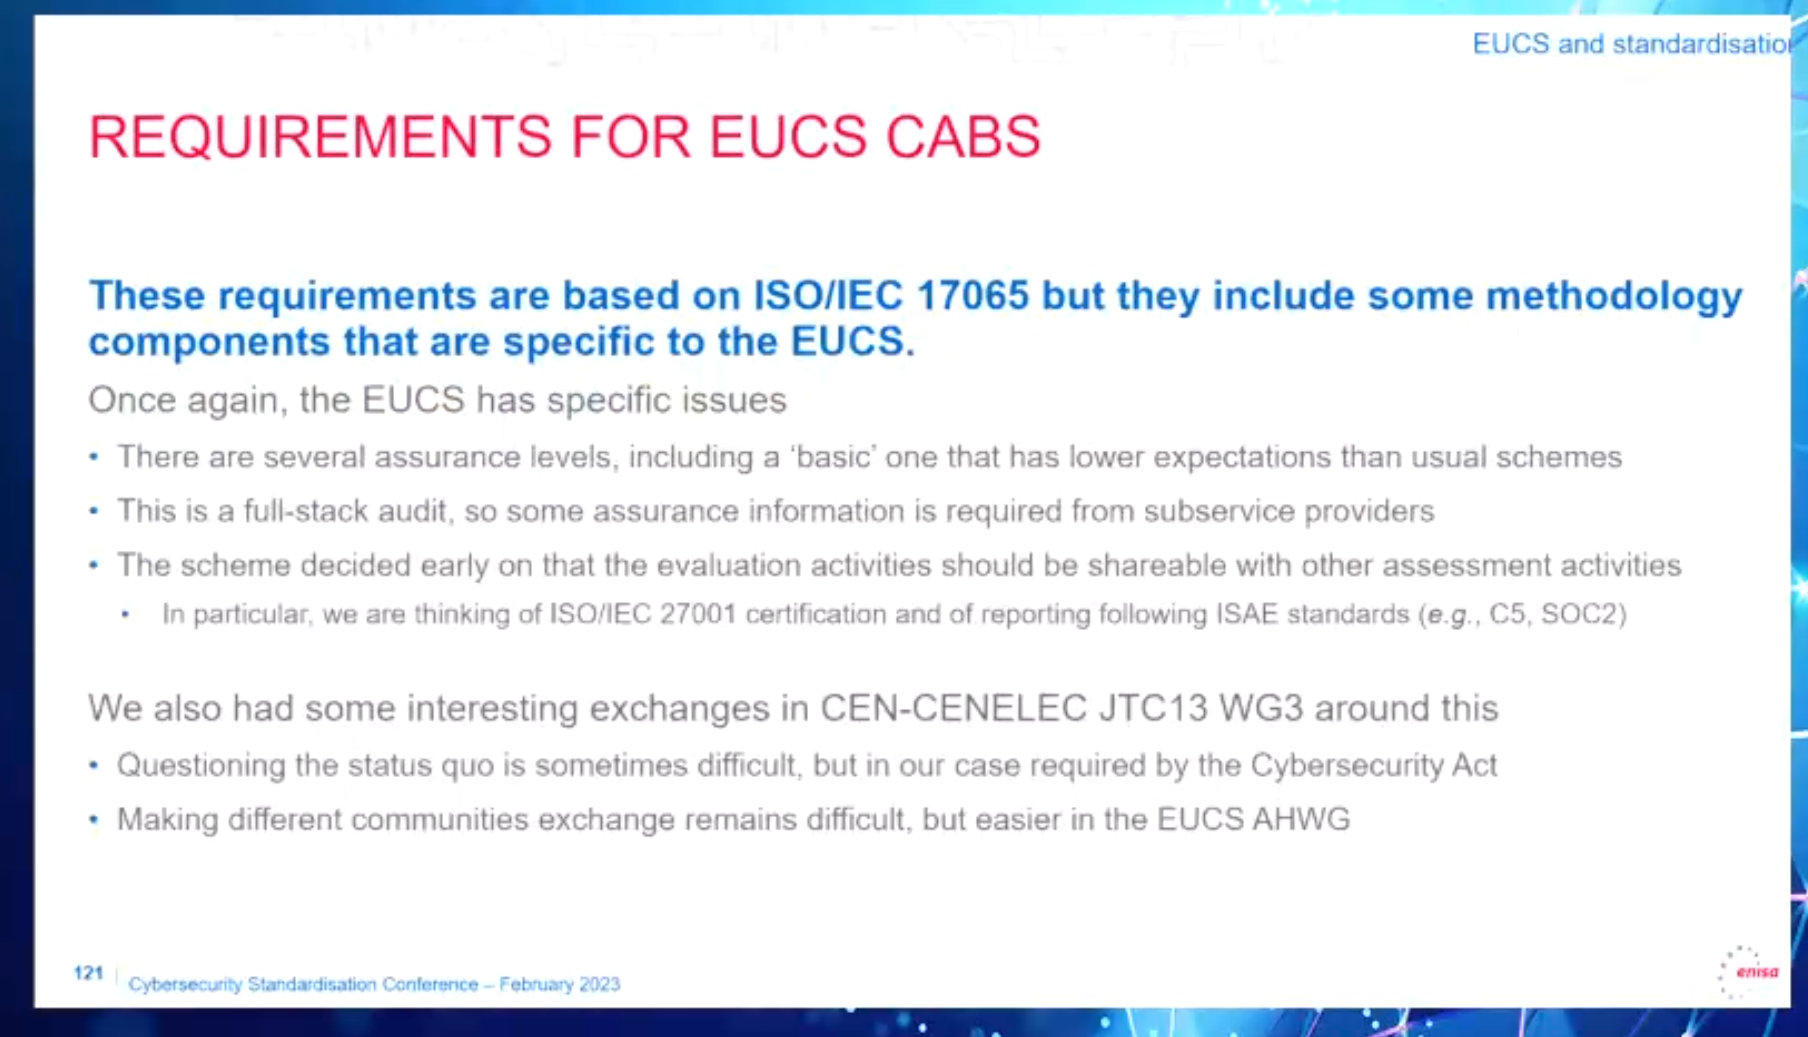 EUCS and standardisation
REQUIREMENTS FOR EUCS CABS
These requirements are based on ISO/IEC 17065 but they include some methodology
components that are specific to the EUCS.
Once again, the EUCS has specific issues
• There are several assurance levels, including a ‘basic’ one that has lower expectations than usual schemes
• This is a full-stack audit, so some assurance information is required from subservice providers
• The scheme decided early on that the evaluation activities should be shareable with other assessment activities
• In particular, we are thinking of ISO/IEC 27001 certification and of reporting following ISAE standards (e.g., C5, SOC2)
We also had some interesting exchanges in CEN-CENELEC JTC13 WG3 around this
• Questioning the status quo is sometimes difficult, but in our case required by the Cybersecurity Act
• Making different communities exchange remains difficult, but easier in the EUCS AHWG
121 | Cybersecurity Standardisation Conference – February 2023
enisa